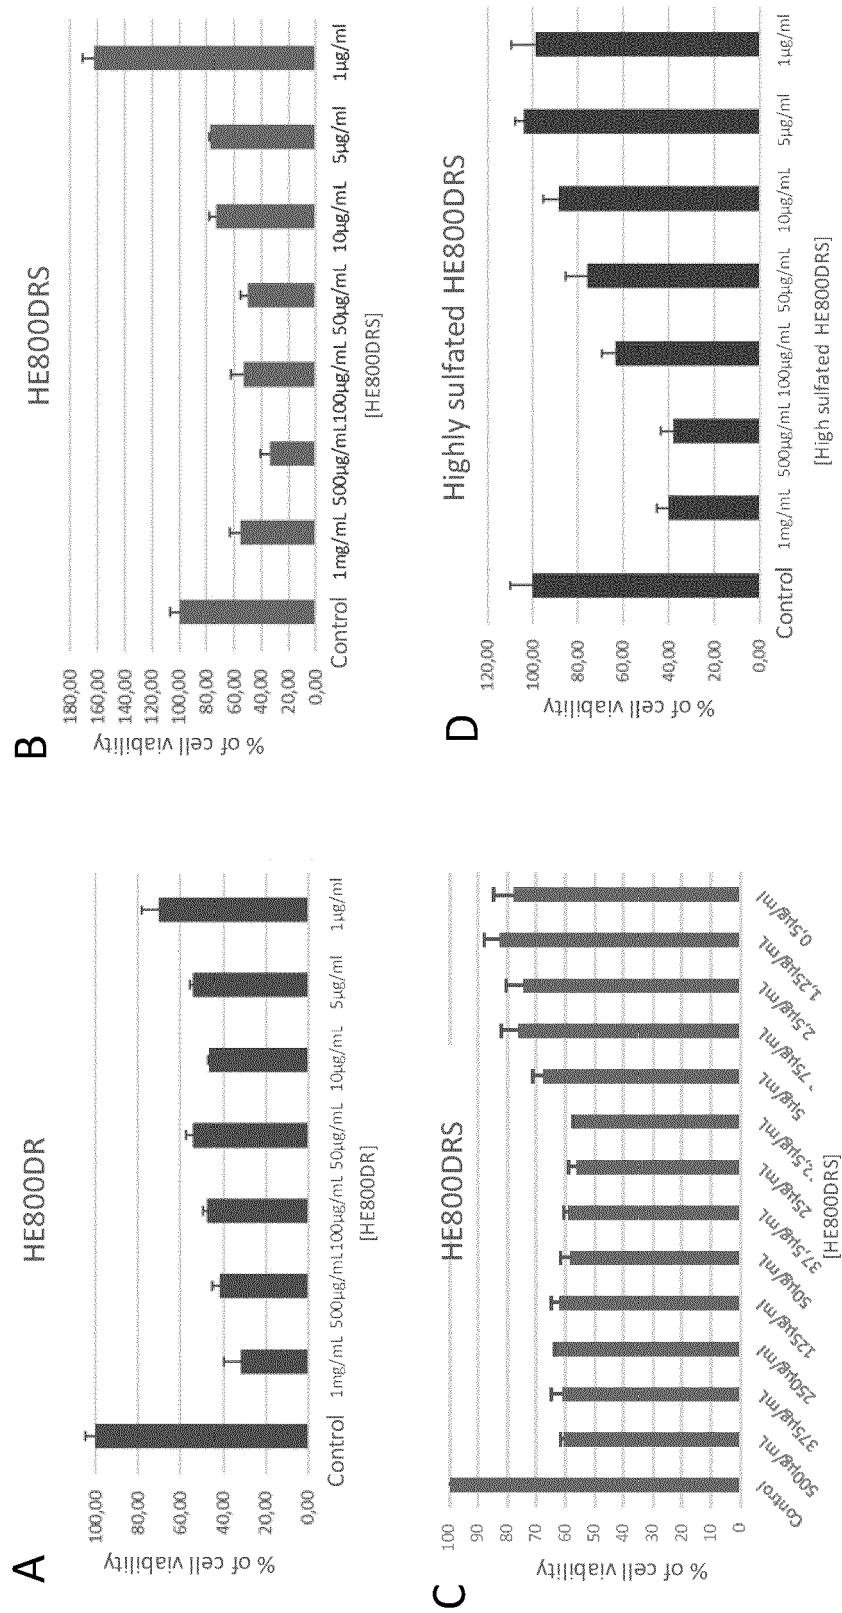 A
HE800DR
% of cell viability
100,00
80,00
60,00
40,00
20,00
0,00
Control 1mg/mL 500µg/mL100µg/mL 50µg/mL 10µg/mL 5µg/ml 1µg/ml
[HE800DR]
B
HE800DRS
% of cell viability
180,00
160,00
140,00
120,00
100,00
80,00
60,00
40,00
20,00
0,00
Control 1mg/mL 500µg/mL100µg/mL 50µg/mL 10µg/mL 5µg/ml 1µg/ml
[HE800DRS]
C
HE800DRS
% of cell viability
100
90
80
70
60
50
40
30
20
10
0
Control
500µg/mL
375µg/mL
250µg/ml
125µg/ml
50µg/mL
37,5µg/mL
25µg/mL
5µg/mL
2,5µg/mL
1,25µg/mL
0,5µg/ml
[HE800DRS]
D
Highly sulfated HE800DRS
% of cell viability
120,00
100,00
80,00
60,00
40,00
20,00
0,00
Control 1mg/mL 500µg/mL 100µg/mL 50µg/mL 10µg/mL 5µg/ml 1µg/ml
[High sulfated HE800DRS]